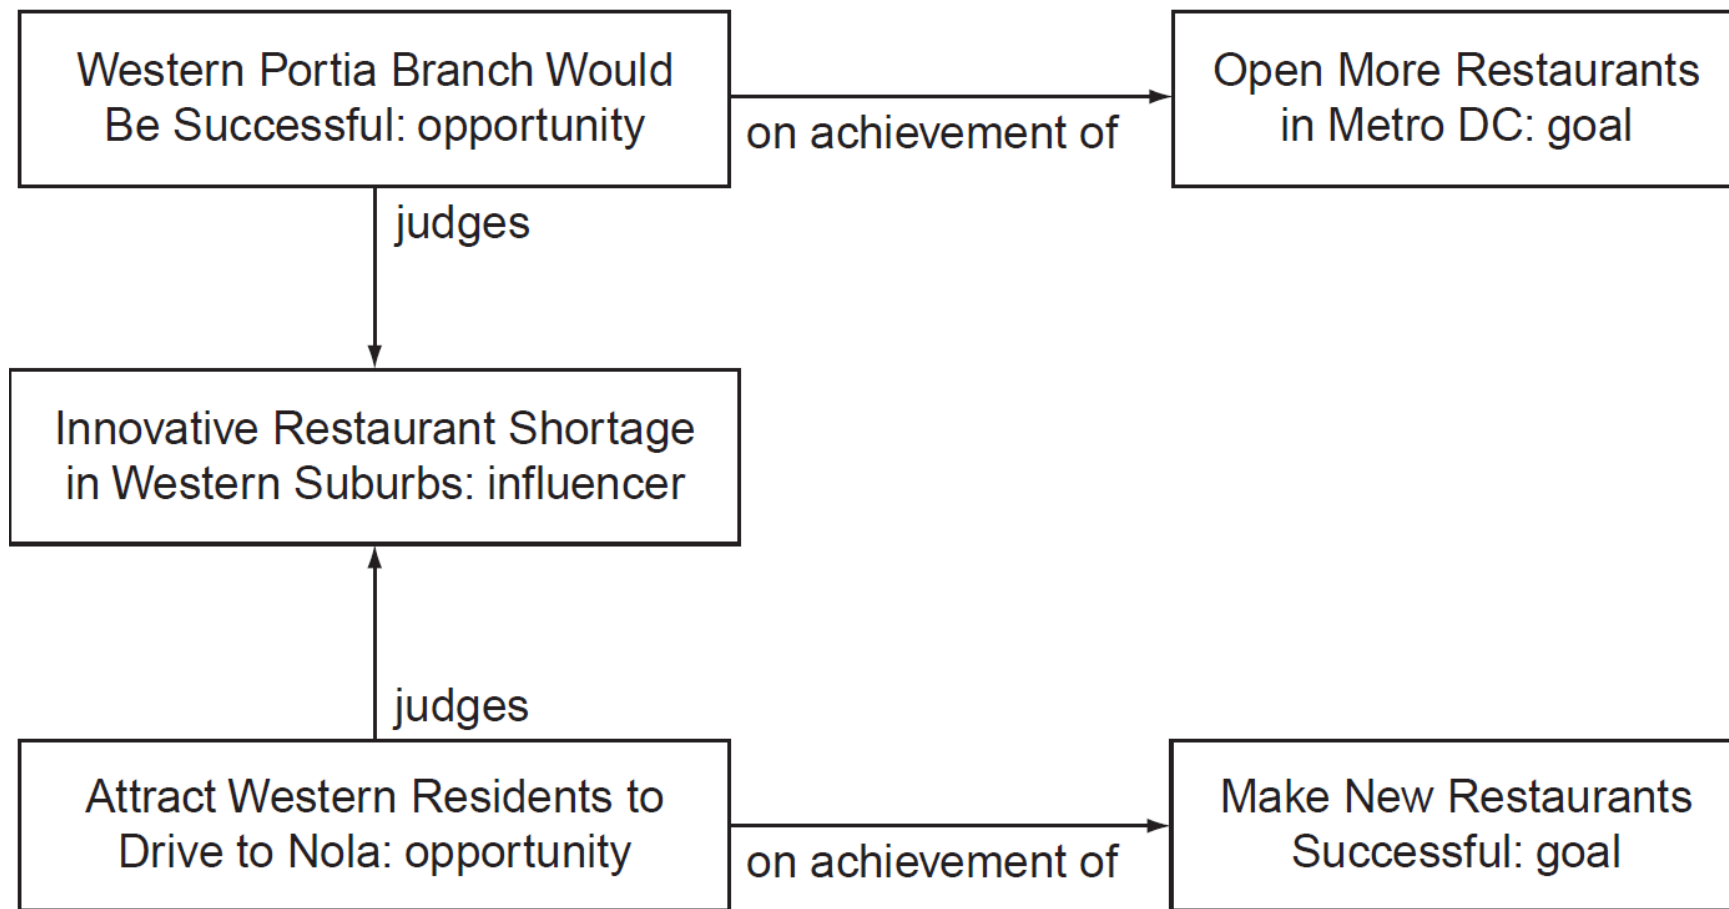 Western Portia Branch Would
Be Successful: opportunity
on achievement of
Open More Restaurants
in Metro DC: goal
judges
Innovative Restaurant Shortage
in Western Suburbs: influencer
judges
Attract Western Residents to
Drive to Nola: opportunity
on achievement of
Make New Restaurants
Successful: goal